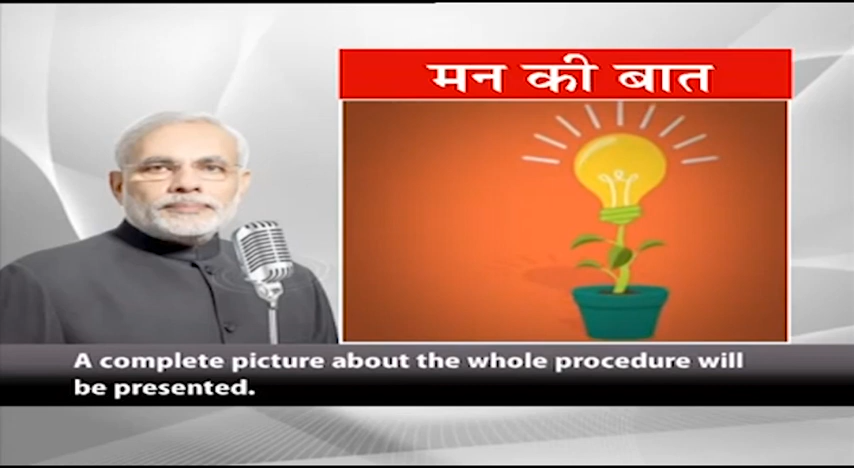 मन की बात
A complete picture about the whole procedure will
be presented.